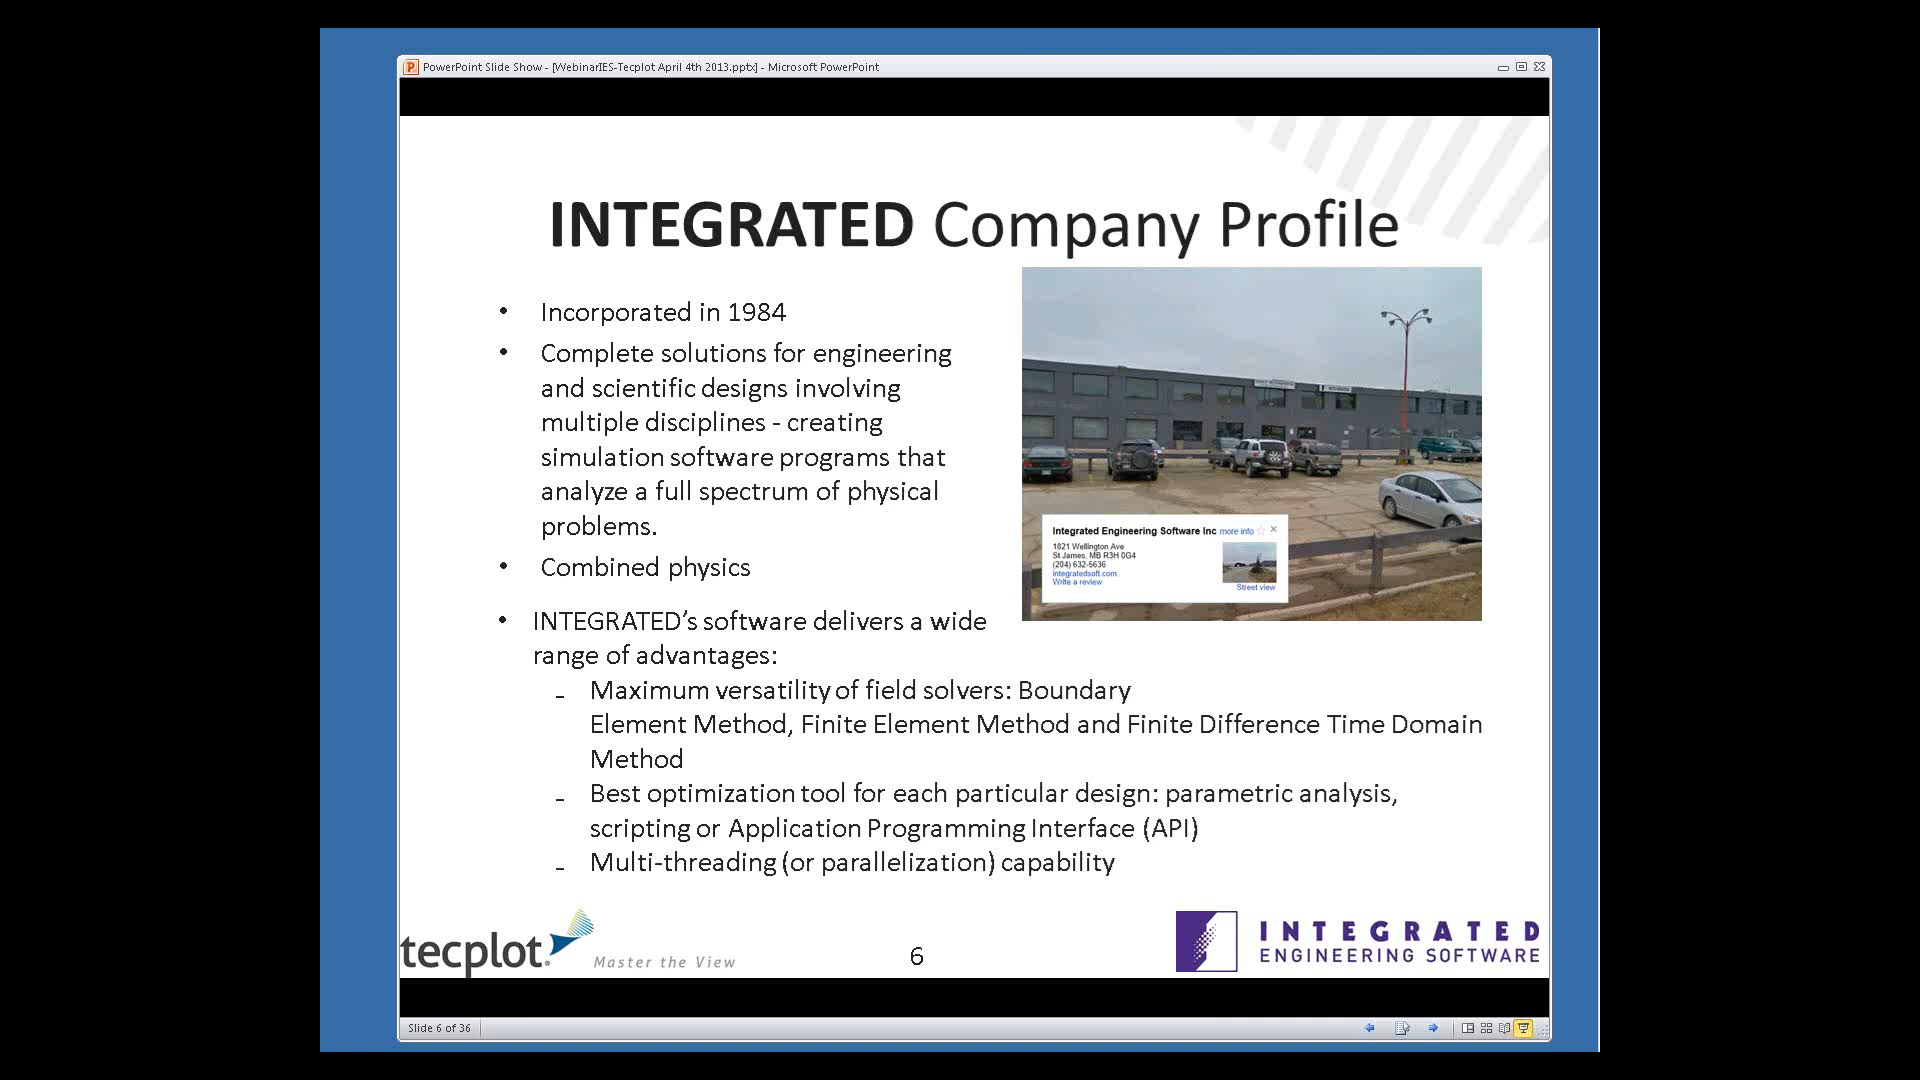 PowerPoint Slide Show - [WebinarIES-Tecplot April 4th 2013.pptx] - Microsoft PowerPoint
INTEGRATED Company Profile
• Incorporated in 1984
• Complete solutions for engineering
and scientific designs involving
multiple disciplines - creating
simulation software programs that
analyze a full spectrum of physical
problems.
• Combined physics
• INTEGRATED’s software delivers a wide
range of advantages:
– Maximum versatility of field solvers: Boundary
Element Method, Finite Element Method and Finite Difference Time Domain
Method
– Best optimization tool for each particular design: parametric analysis,
scripting or Application Programming Interface (API)
– Multi-threading (or parallelization) capability
Integrated Engineering Software Inc more info
1821 Wellington Ave
St James, MB R3H 0G4
(204) 632-5636
integratedsoft.com
Write a review
Street view
tecplot.
Master the View
6
INTEGRATED
ENGINEERING SOFTWARE
Slide 6 of 36